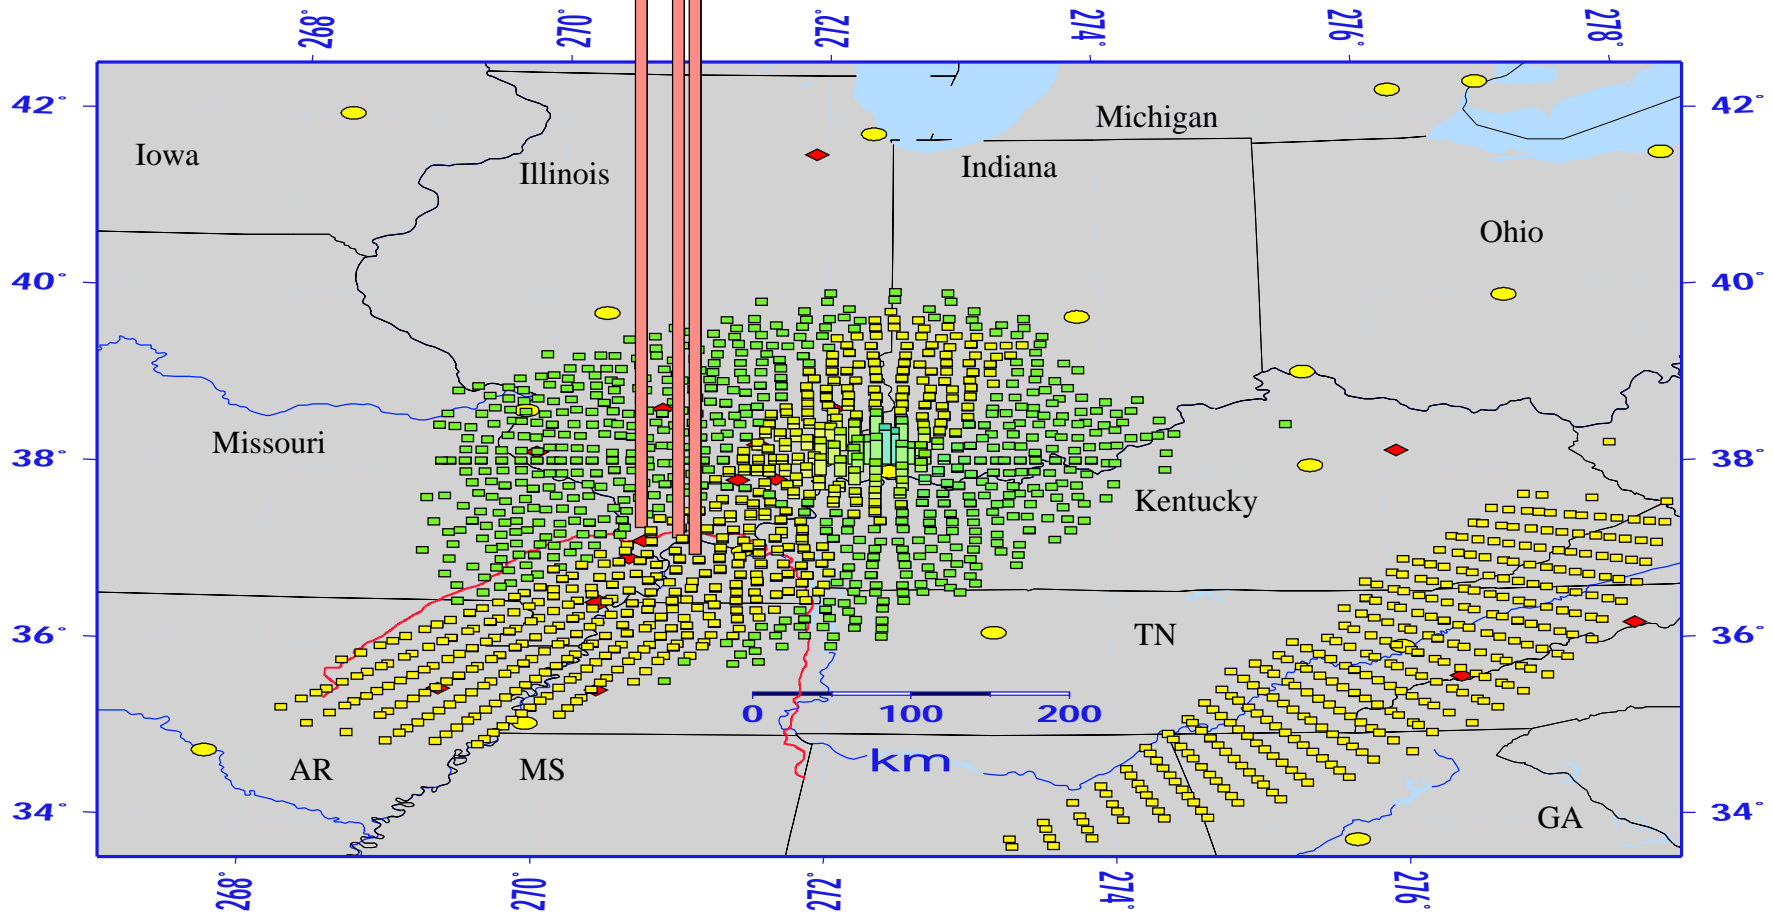 268° 270° 272° 274° 276° 278°
42° 42°
Michigan
Iowa Illinois Indiana
Ohio
40° 40°
Missouri
38° 38°
Kentucky
36° TN 36°
0 100 200
km
AR MS
34° GA 34°
268° 270° 272° 274° 276°